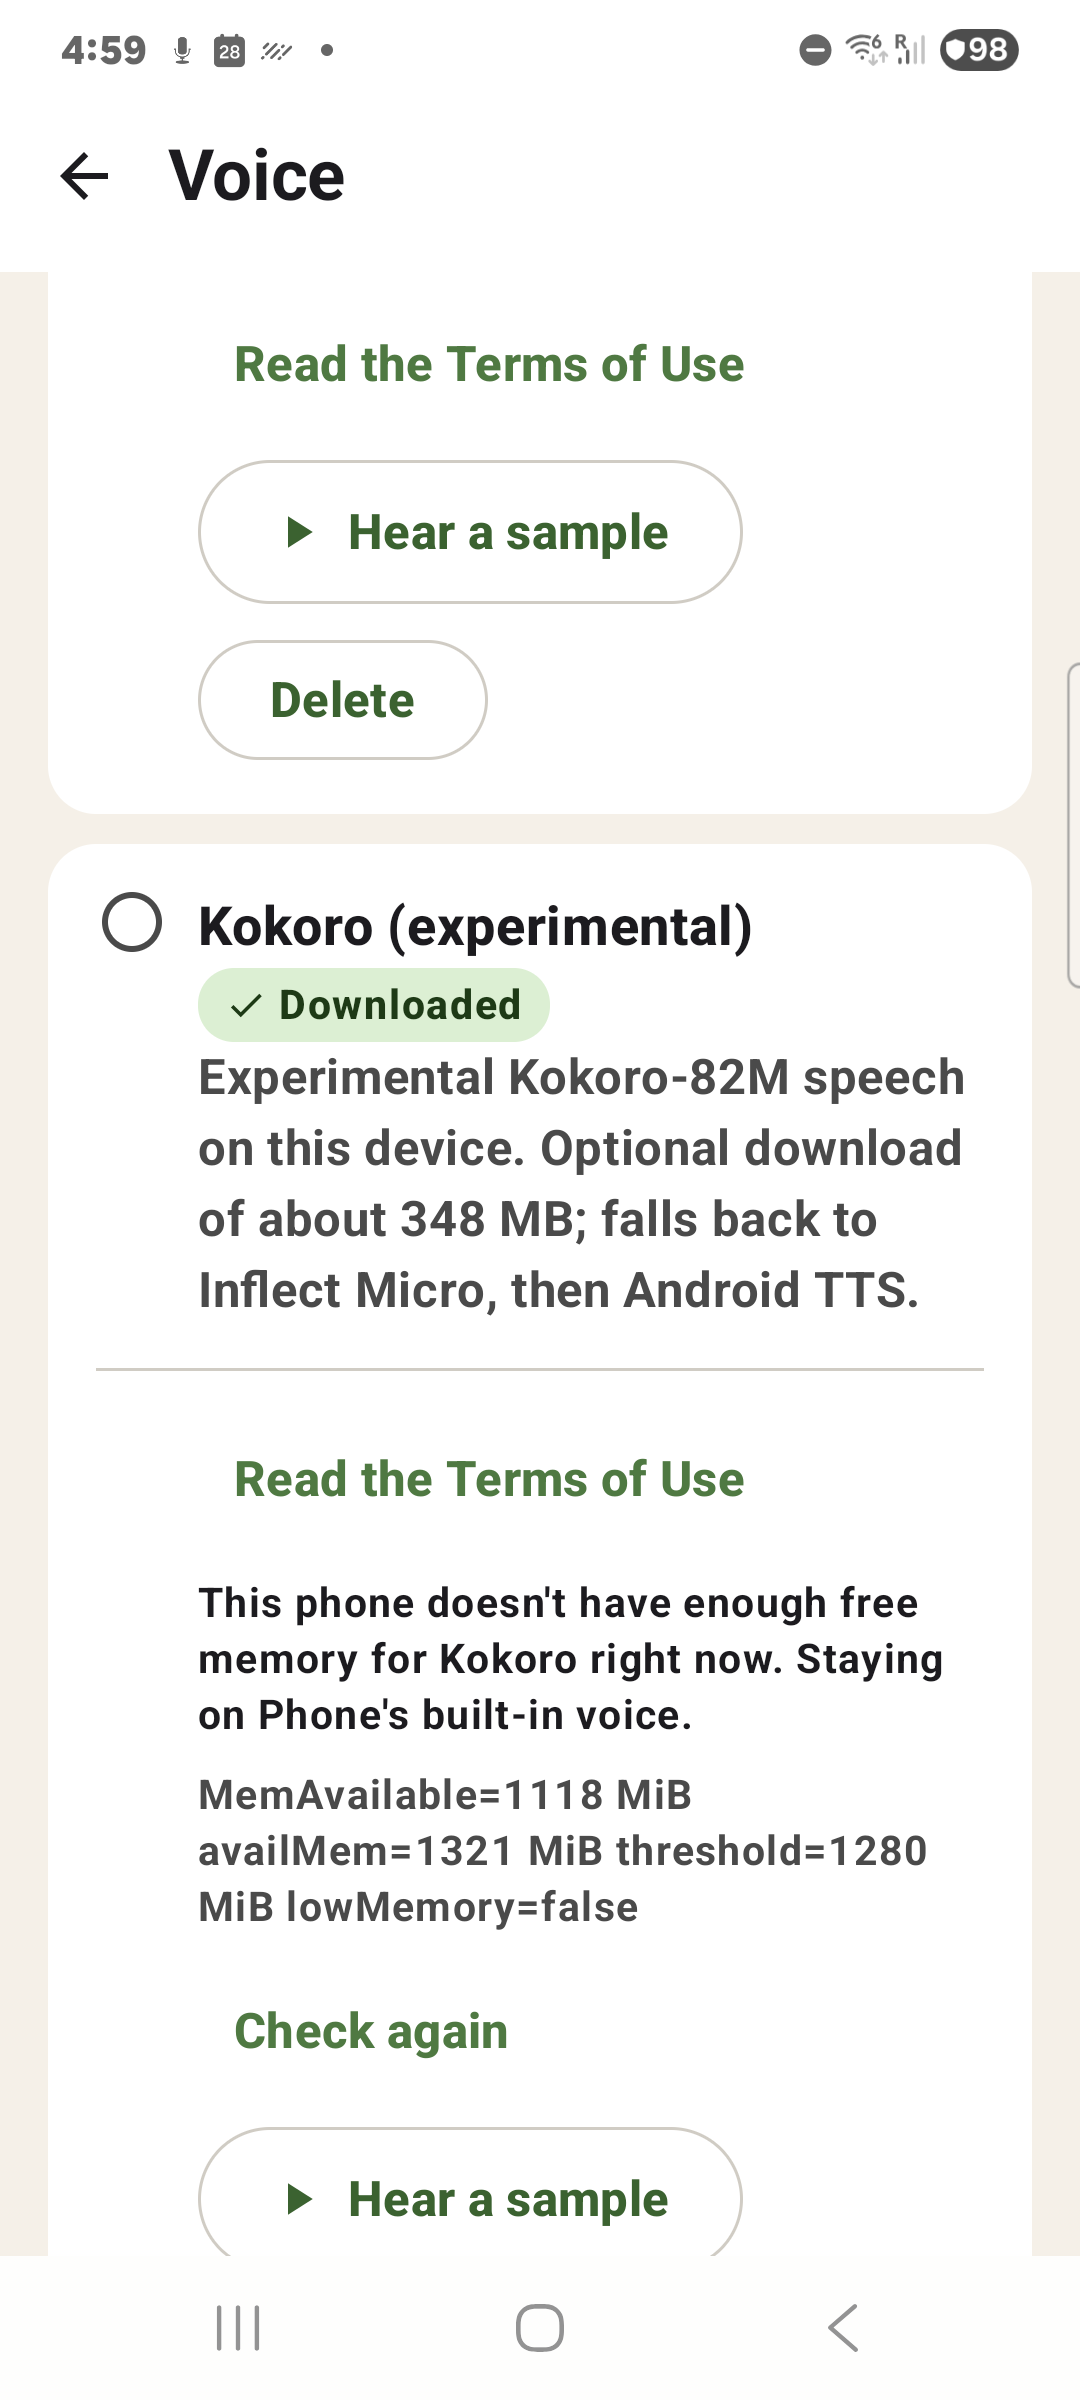 4:59
28
6
R
98
Voice
Read the Terms of Use
Hear a sample
Delete
Kokoro (experimental)
Downloaded
Experimental Kokoro-82M speech
on this device. Optional download
of about 348 MB; falls back to
Inflect Micro, then Android TTS.
Read the Terms of Use
This phone doesn't have enough free
memory for Kokoro right now. Staying
on Phone's built-in voice.
MemAvailable=1118 MiB
availMem=1321 MiB threshold=1280
MiB lowMemory=false
Check again
Hear a sample